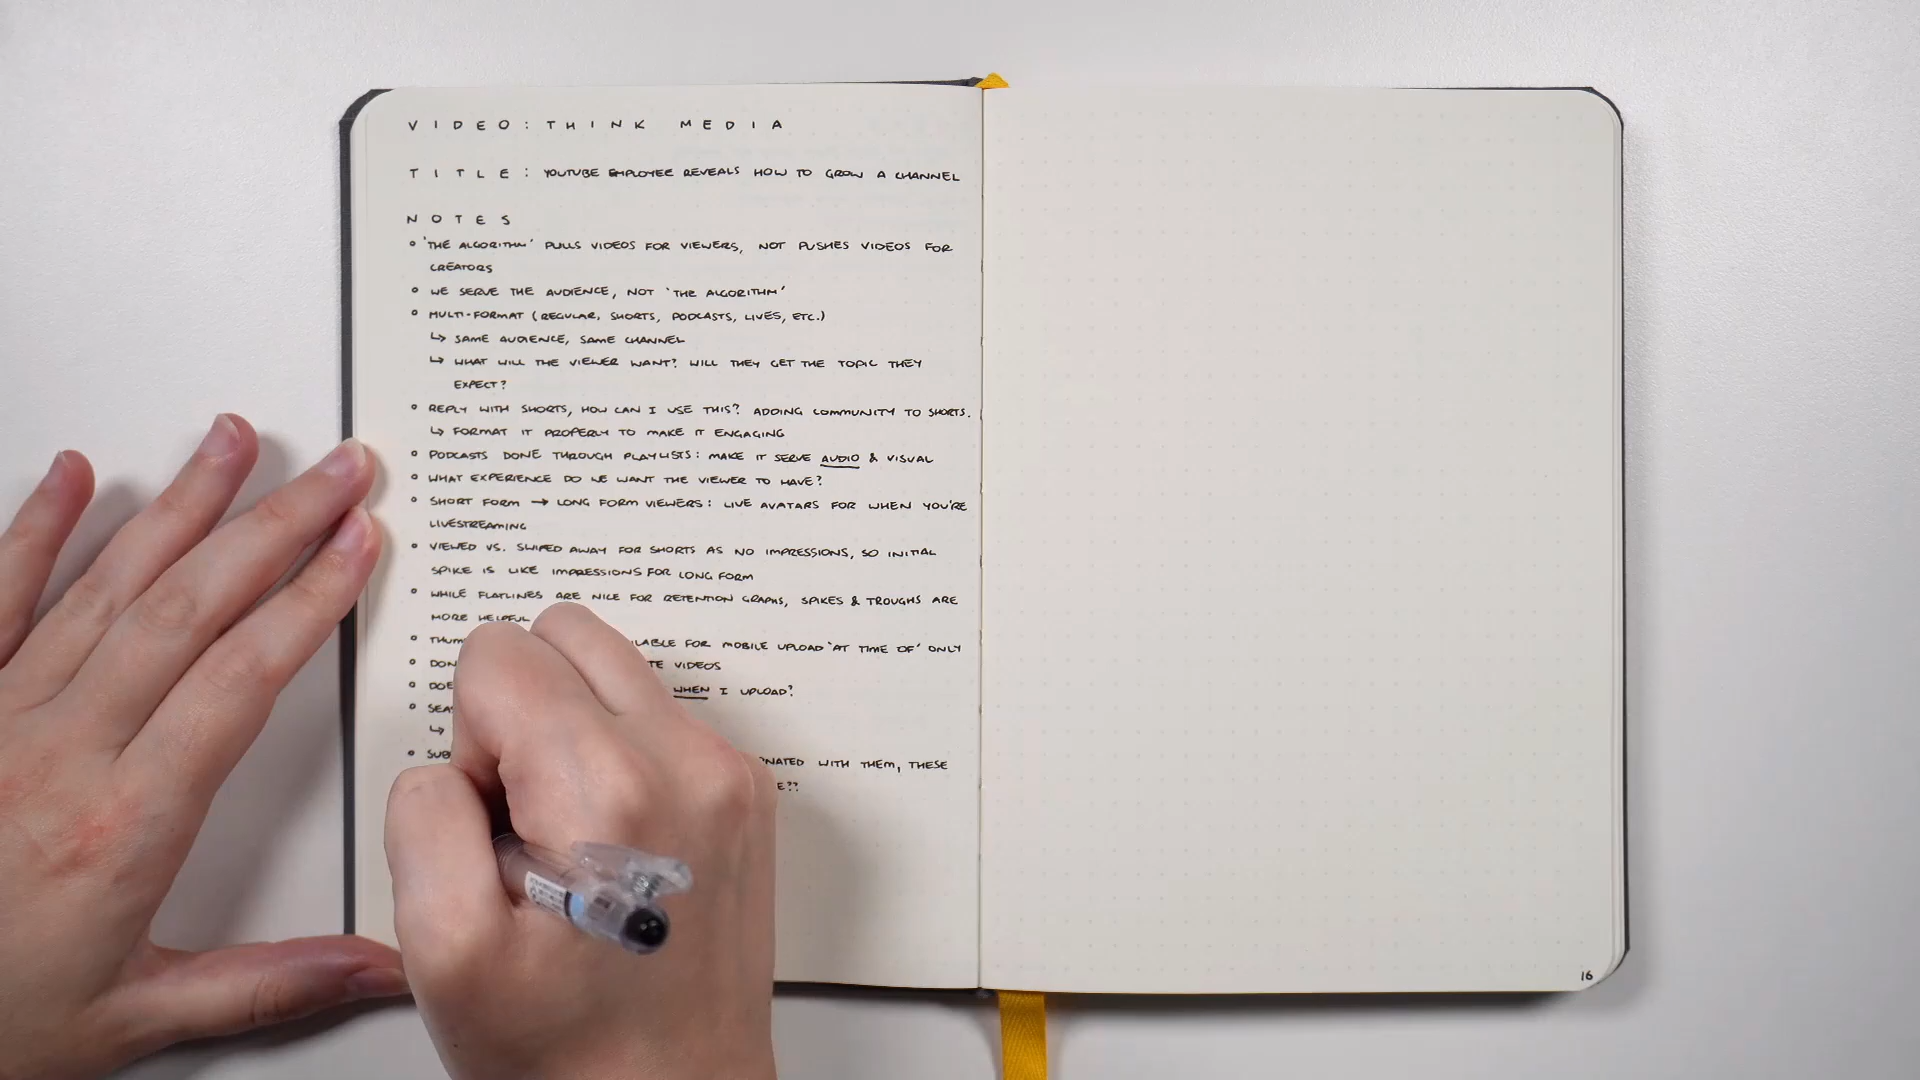 VIDEO: THINK MEDIA
TITLE: YOUTUBE EMPLOYEE REVEALS HOW TO GROW A CHANNEL
NOTES
° 'THE ALGORITHM' PULLS VIDEOS FOR VIEWERS, NOT PUSHES VIDEOS FOR
CREATORS
° WE SERVE THE AUDIENCE, NOT 'THE ALGORITHM'
° MULTI-FORMAT (REGULAR, SHORTS, PODCASTS, LIVES, ETC.)
↳ SAME AUDIENCE, SAME CHANNEL
↳ WHAT WILL THE VIEWER WANT? WILL THEY GET THE TOPIC THEY
EXPECT?
° REPLY WITH SHORTS, HOW CAN I USE THIS? ADDING COMMUNITY TO SHORTS.
↳ FORMAT IT PROPERLY TO MAKE IT ENGAGING
° PODCASTS DONE THROUGH PLAYLISTS: MAKE IT SERVE AUDIO & VISUAL
° WHAT EXPERIENCE DO WE WANT THE VIEWER TO HAVE?
° SHORT FORM → LONG FORM VIEWERS: LIVE AVATARS FOR WHEN YOU'RE
LIVESTREAMING
° VIEWED VS. SWIPED AWAY FOR SHORTS AS NO IMPRESSIONS, SO INITIAL
SPIKE IS LIKE IMPRESSIONS FOR LONG FORM
° WHILE FLATLINES ARE NICE FOR RETENTION GRAPHS, SPIKES & TROUGHS ARE
MORE HELPFUL
° FOR MOBILE UPLOAD 'AT TIME OF' ONLY
° VIDEOS
° WHEN I UPLOAD?
°
↳
° WITH THEM, THESE
??
16